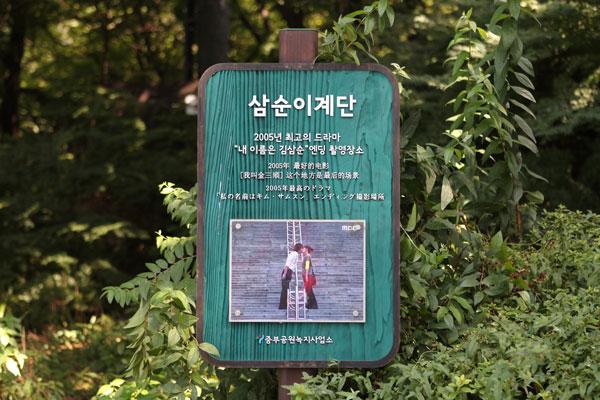 삼순이계단
2005년 최고의 드라마
"내 이름은 김삼순" 엔딩 촬영장소
2005年 最好的电影
[我叫金三顺] 这个地方是最后的场景
2005年最高のドラマ
"私の名前はキム・サムスン エンディング撮影場所
mbc
중부공원녹지사업소